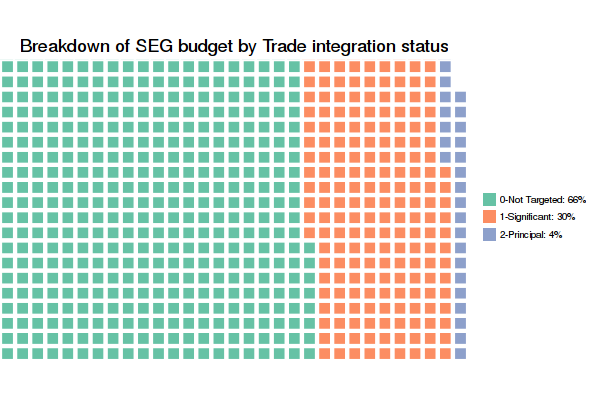 Breakdown of SEG budget by Trade integration status
0-Not Targeted: 66%
1-Significant: 30%
2-Principal: 4%